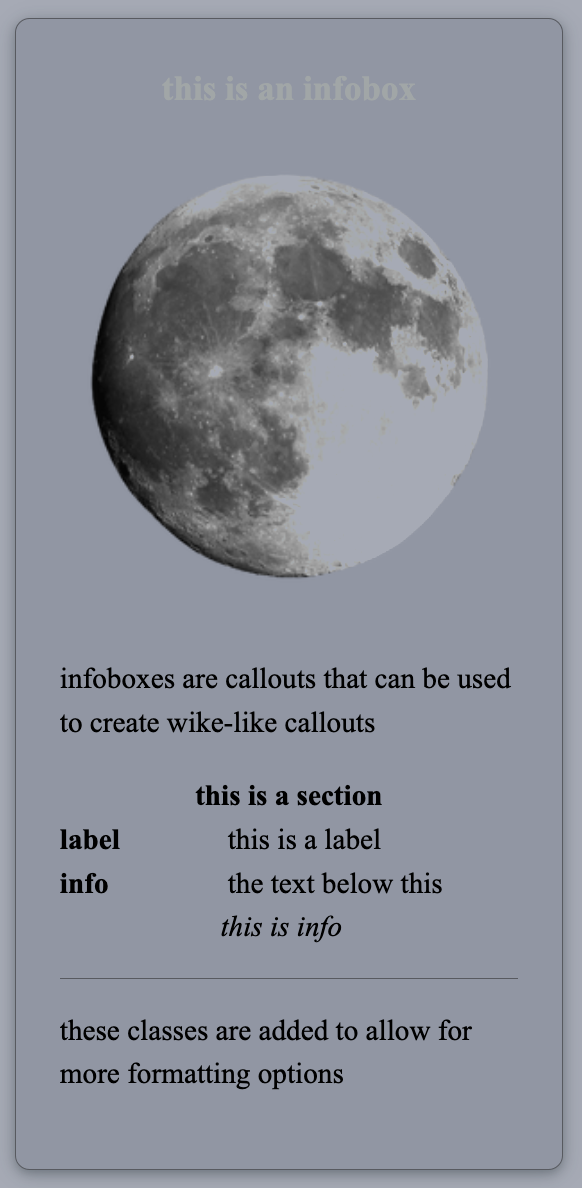 this is an infobox
infoboxes are callouts that can be used
to create wike-like callouts
this is a section
label this is a label
info the text below this
this is info
these classes are added to allow for
more formatting options